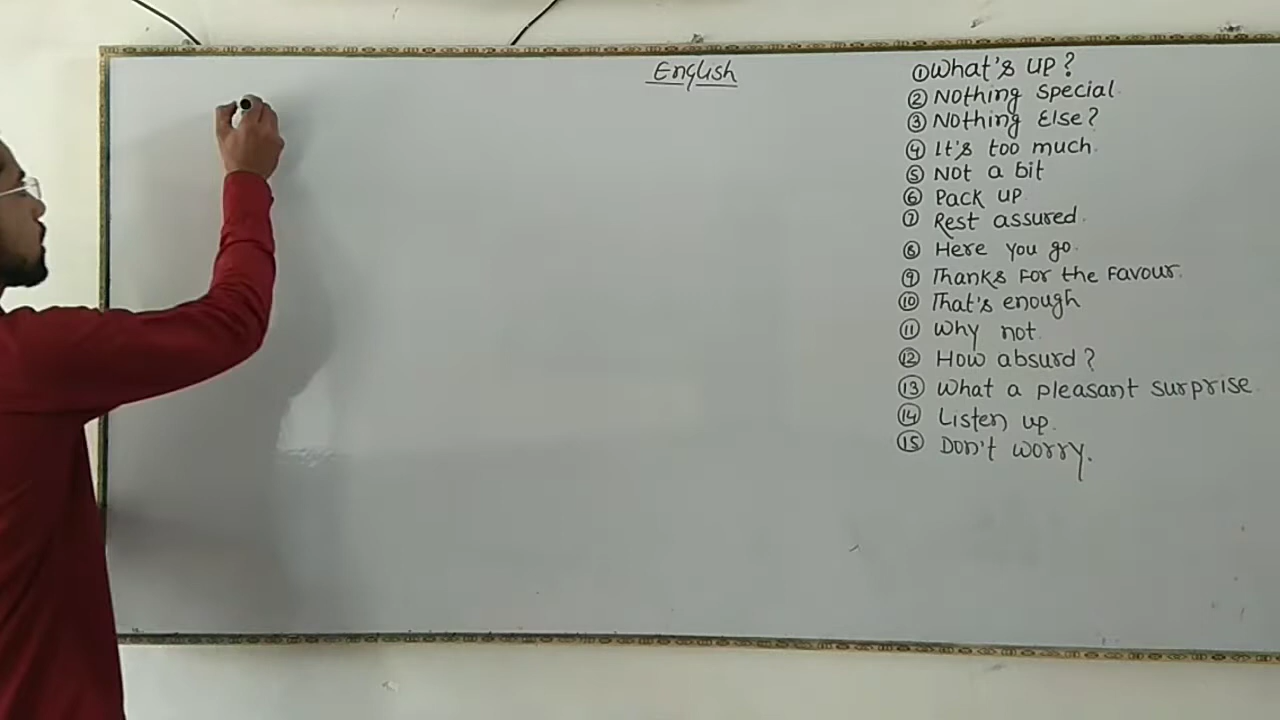 English
① What's up?
② Nothing special.
③ Nothing Else?
④ It's too much.
⑤ Not a bit
⑥ Pack up
⑦ Rest assured.
⑧ Here you go.
⑨ Thanks For the Favour.
⑩ That's enough
⑪ Why not.
⑫ How absurd?
⑬ What a pleasant surprise.
⑭ Listen up.
⑮ Don't worry.